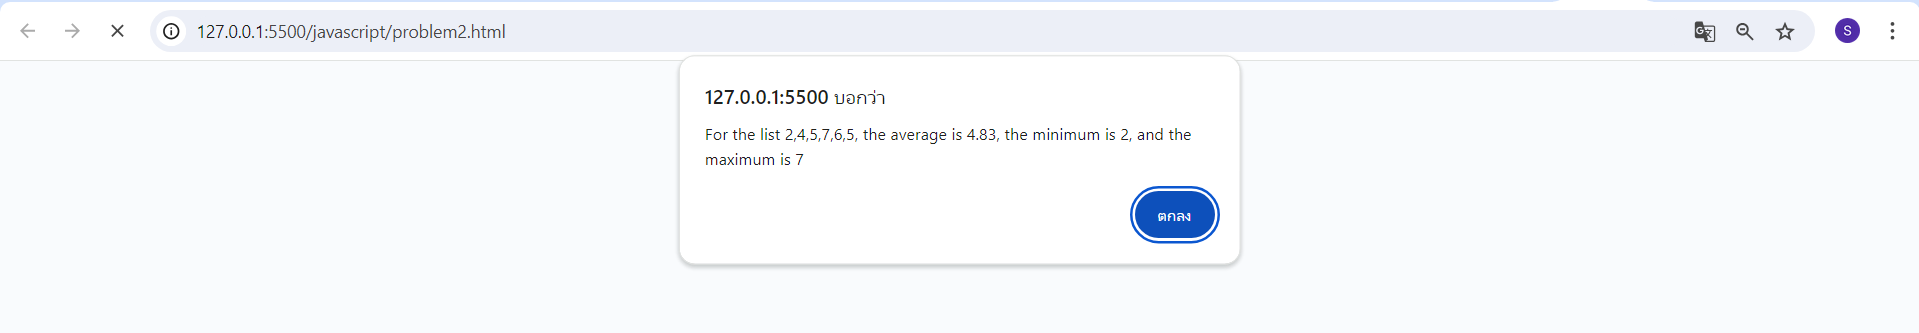 127.0.0.1:5500/javascript/problem2.html
S
127.0.0.1:5500 บอกว่า
For the list 2,4,5,7,6,5, the average is 4.83, the minimum is 2, and the
maximum is 7
ตกลง